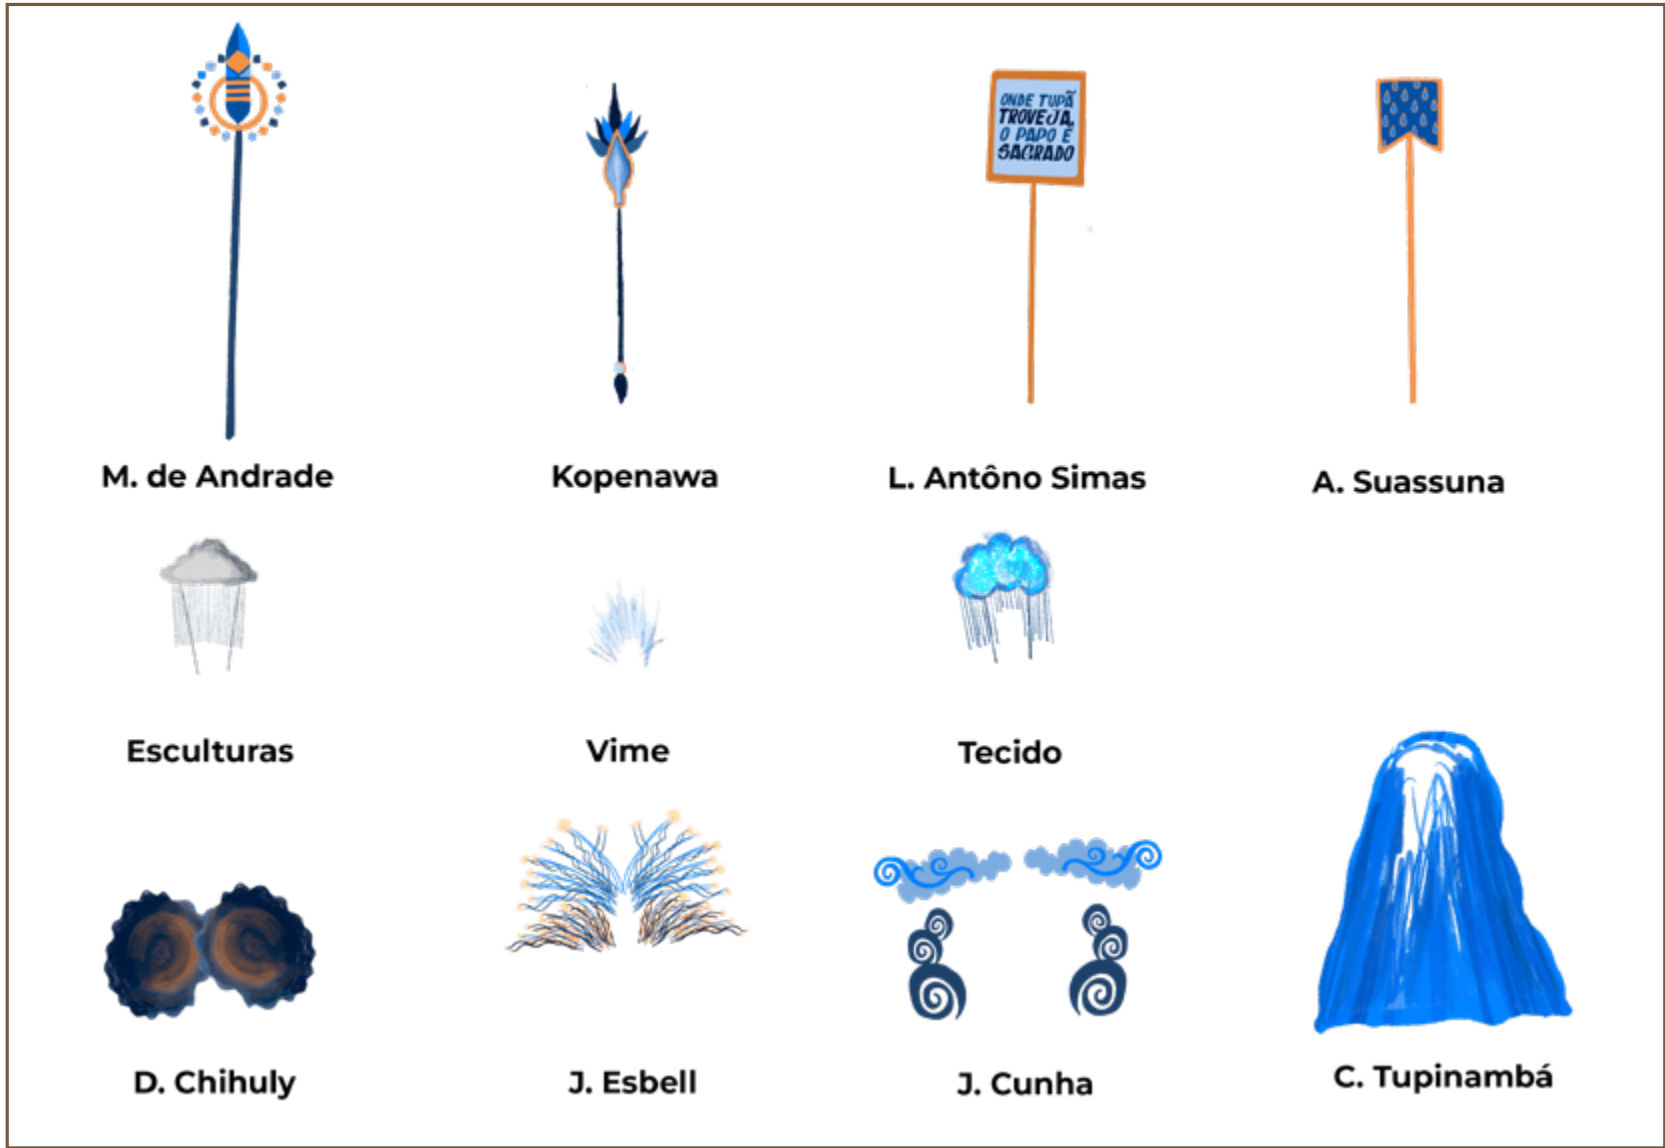 ONDE TUPÃ
TROVEJA,
O PAPO É
SAGRADO
M. de Andrade
Kopenawa
L. Antôno Simas
A. Suassuna
Esculturas
Vime
Tecido
D. Chihuly
J. Esbell
J. Cunha
C. Tupinambá